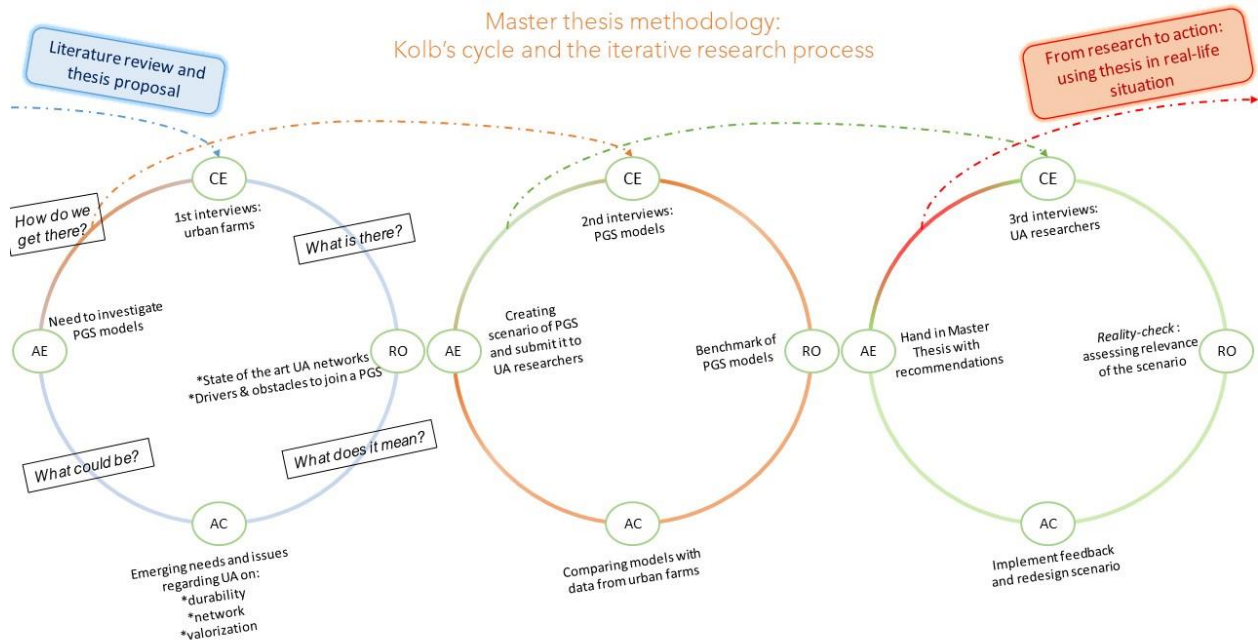 Master thesis methodology:
Kolb's cycle and the iterative research process
Literature review and
thesis proposal
From research to action:
using thesis in real-life
situation
CE
1st interviews:
urban farms
How do we
get there?
What is there?
AE
Need to investigate
PGS models
RO
*State of the art UA networks
*Drivers & obstacles to join a PGS
What could be?
What does it mean?
AC
Emerging needs and issues
regarding UA on:
*durability
*network
*valorization
CE
2nd interviews:
PGS models
AE
Creating
scenario of PGS
and submit it to
UA researchers
Benchmark of
PGS models
RO
AC
Comparing models with
data from urban farms
CE
3rd interviews:
UA researchers
AE
Hand in Master
Thesis with
recommendations
Reality-check :
assessing relevance
of the scenario
RO
AC
Implement feedback
and redesign scenario